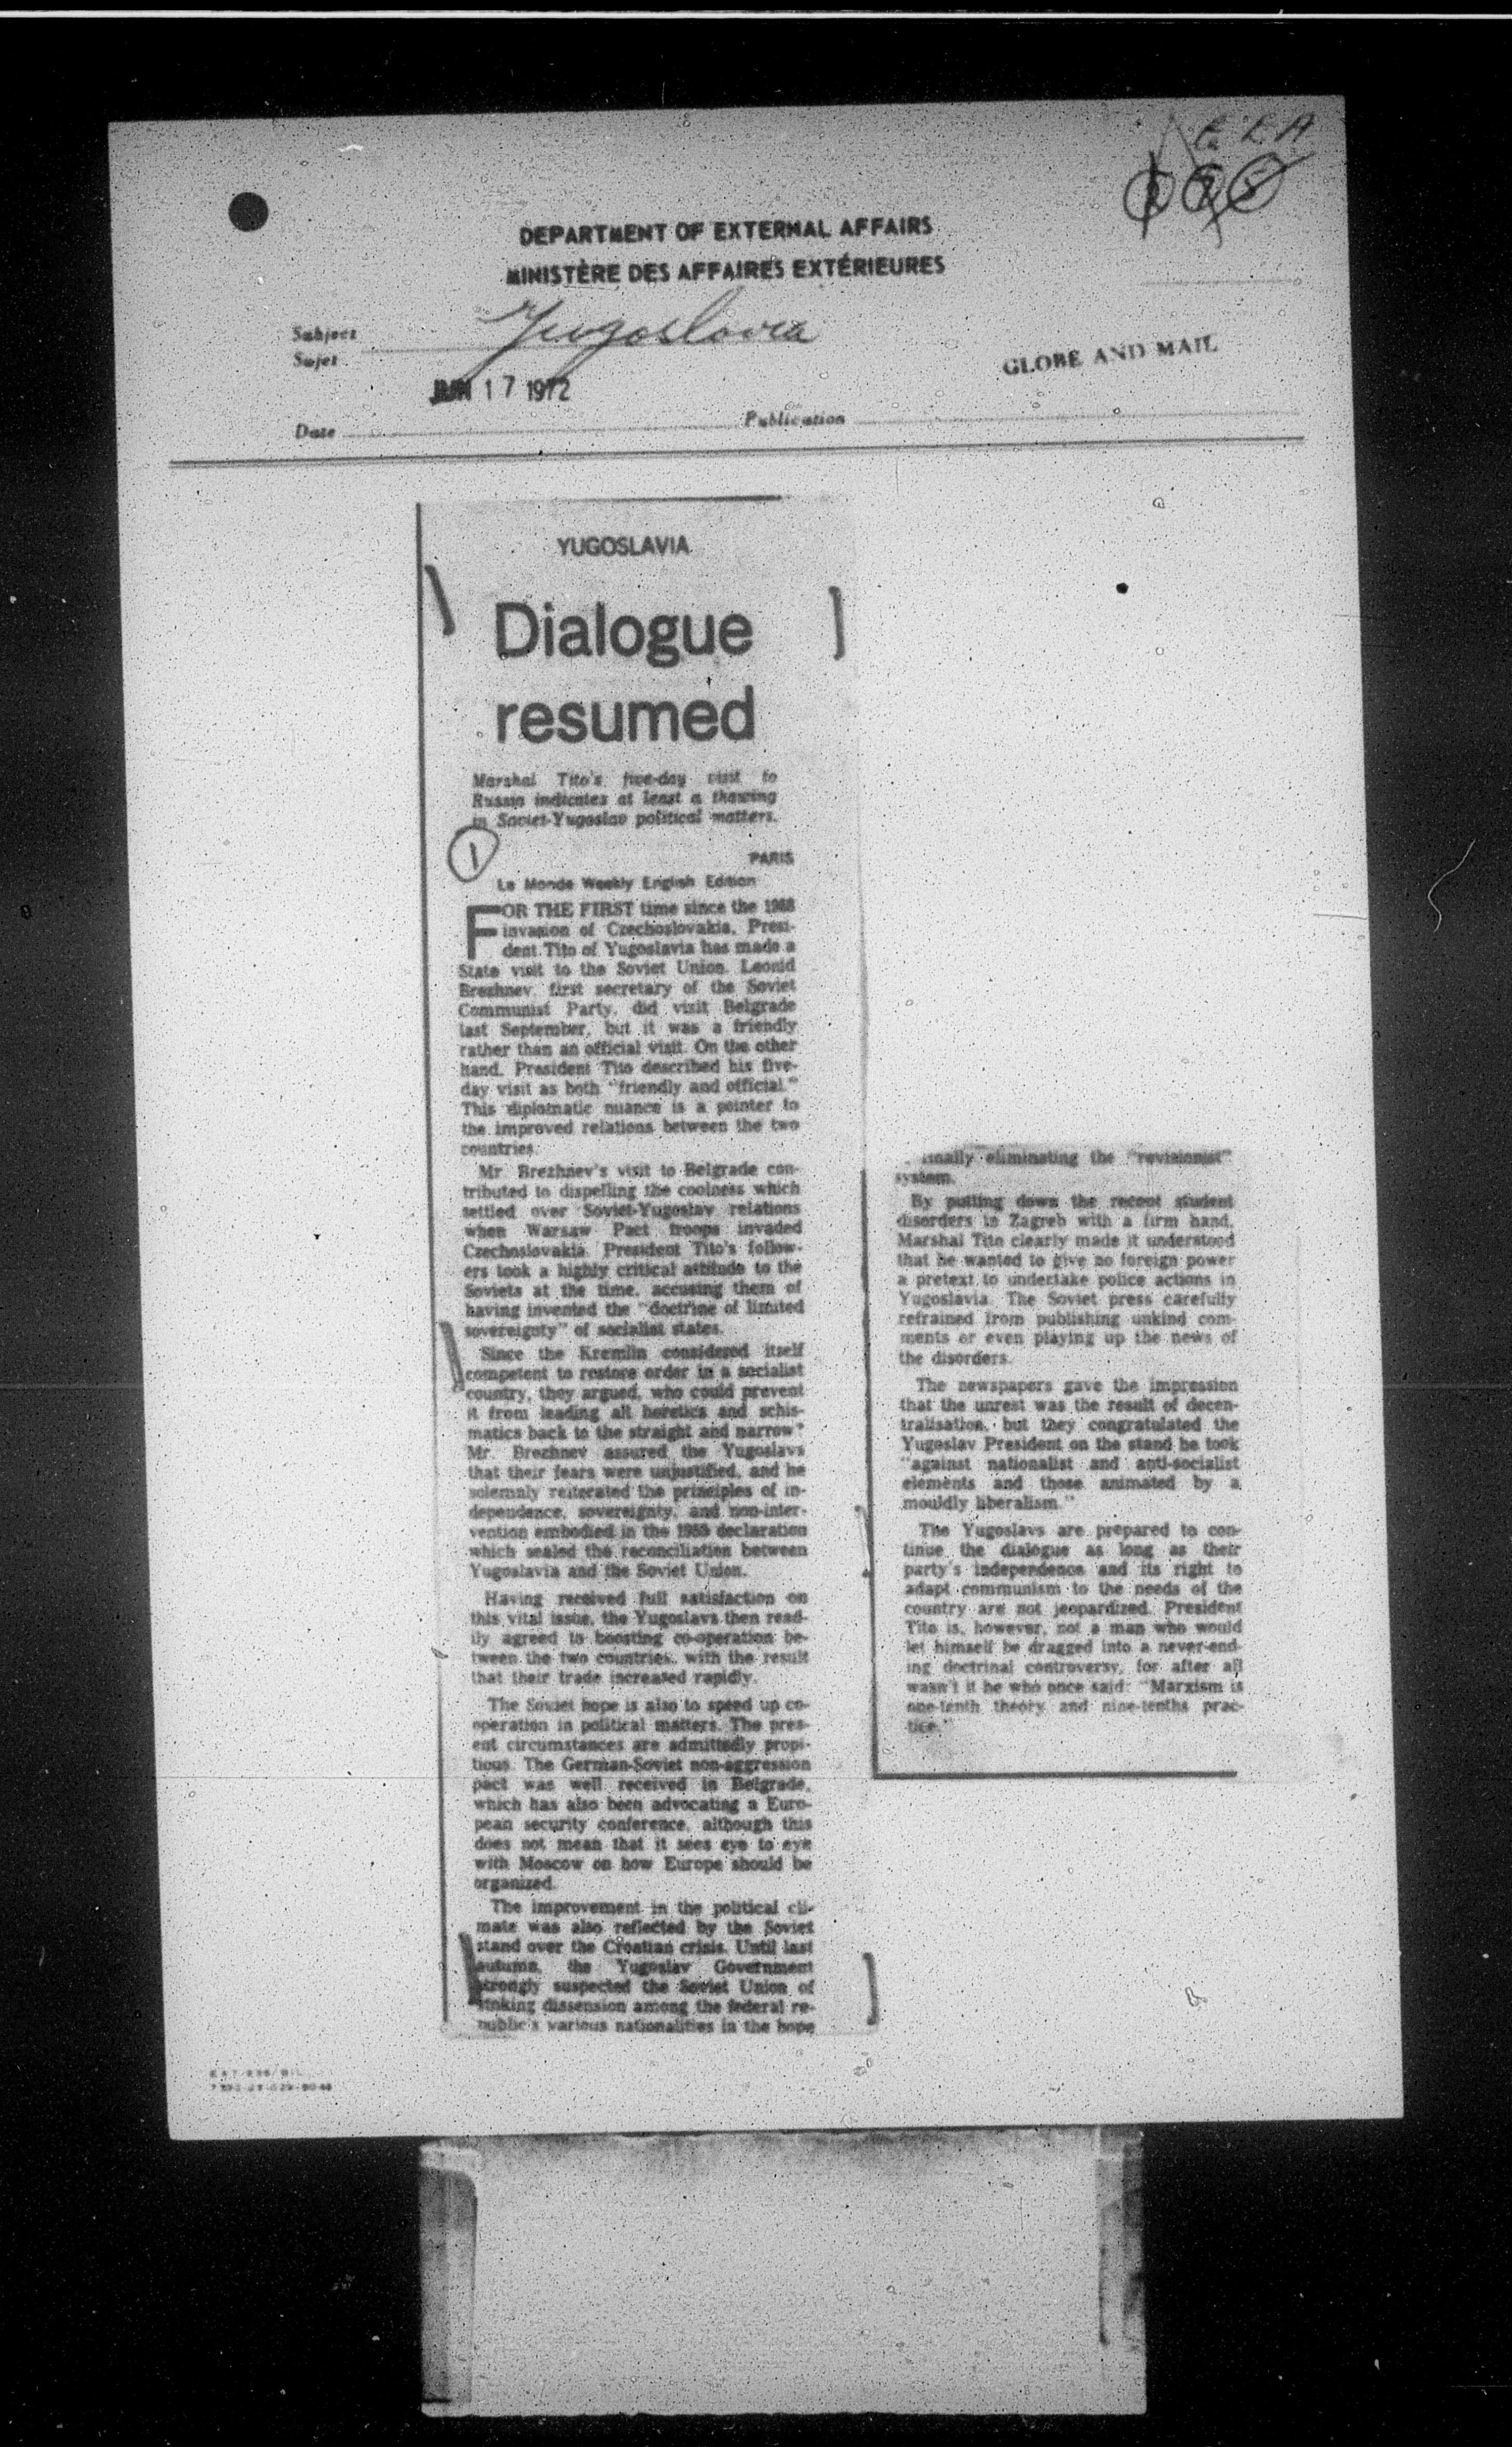 DEPARTMENT OF EXTERNAL AFFAIRS
MINISTÈRE DES AFFAIRES EXTÉRIEURES
Subject
Sujet
Yugoslavia
GLOBE AND MAIL
JUN 17 1972
Date
Publication
YUGOSLAVIA
Dialogue
resumed
Marshal Tito's five-day visit to
Russia indicates at least a thawing
in Soviet-Yugoslav political matters.
1
PARIS
Le Monde Weekly English Edition
FOR THE FIRST time since the 1968
invasion of Czechoslovakia, Presi-
dent Tito of Yugoslavia has made a
State visit to the Soviet Union. Leonid
Brezhnev, first secretary of the Soviet
Communist Party, did visit Belgrade
last September, but it was a friendly
rather than an official visit. On the other
hand, President Tito described his five-
day visit as both "friendly and official."
This diplomatic nuance is a pointer to
the improved relations between the two
countries.
Mr. Brezhnev's visit to Belgrade con-
tributed to dispelling the coolness which
settled over Soviet-Yugoslav relations
when Warsaw Pact troops invaded
Czechoslovakia. President Tito's follow-
ers took a highly critical attitude to the
Soviets at the time, accusing them of
having invented the "doctrine of limited
sovereignty" of socialist states.
Since the Kremlin considered itself
competent to restore order in a socialist
country, they argued, who could prevent
it from leading all heretics and schis-
matics back to the straight and narrow?
Mr. Brezhnev assured the Yugoslavs
that their fears were unjustified, and he
solemnly reiterated the principles of in-
dependence, sovereignty, and non-inter-
vention embodied in the 1955 declaration
which sealed the reconciliation between
Yugoslavia and the Soviet Union.
Having received full satisfaction on
this vital issue, the Yugoslavs then read-
ily agreed to boosting co-operation be-
tween the two countries, with the result
that their trade increased rapidly.
The Soviet hope is also to speed up co-
operation in political matters. The pres-
ent circumstances are admittedly propi-
tious. The German-Soviet non-aggression
pact was well received in Belgrade,
which has also been advocating a Euro-
pean security conference, although this
does not mean that it sees eye to eye
with Moscow on how Europe should be
organized.
The improvement in the political cli-
mate was also reflected by the Soviet
stand over the Croatian crisis. Until last
autumn, the Yugoslav Government
strongly suspected the Soviet Union of
stoking dissension among the federal re-
public's various nationalities in the hope
finally eliminating the "revisionist"
system.
By putting down the recent student
disorders in Zagreb with a firm hand,
Marshal Tito clearly made it understood
that he wanted to give no foreign power
a pretext to undertake police actions in
Yugoslavia. The Soviet press carefully
refrained from publishing unkind com-
ments or even playing up the news of
the disorders.
The newspapers gave the impression
that the unrest was the result of decen-
tralisation, but they congratulated the
Yugoslav President on the stand he took
"against nationalist and anti-socialist
elements and those animated by a
mouldly liberalism."
The Yugoslavs are prepared to con-
tinue the dialogue as long as their
party's independence and its right to
adapt communism to the needs of the
country are not jeopardized. President
Tito is, however, not a man who would
let himself be dragged into a never-end-
ing doctrinal controversy, for after all
wasn't it he who once said: "Marxism is
one-tenth theory and nine-tenths prac-
tice."